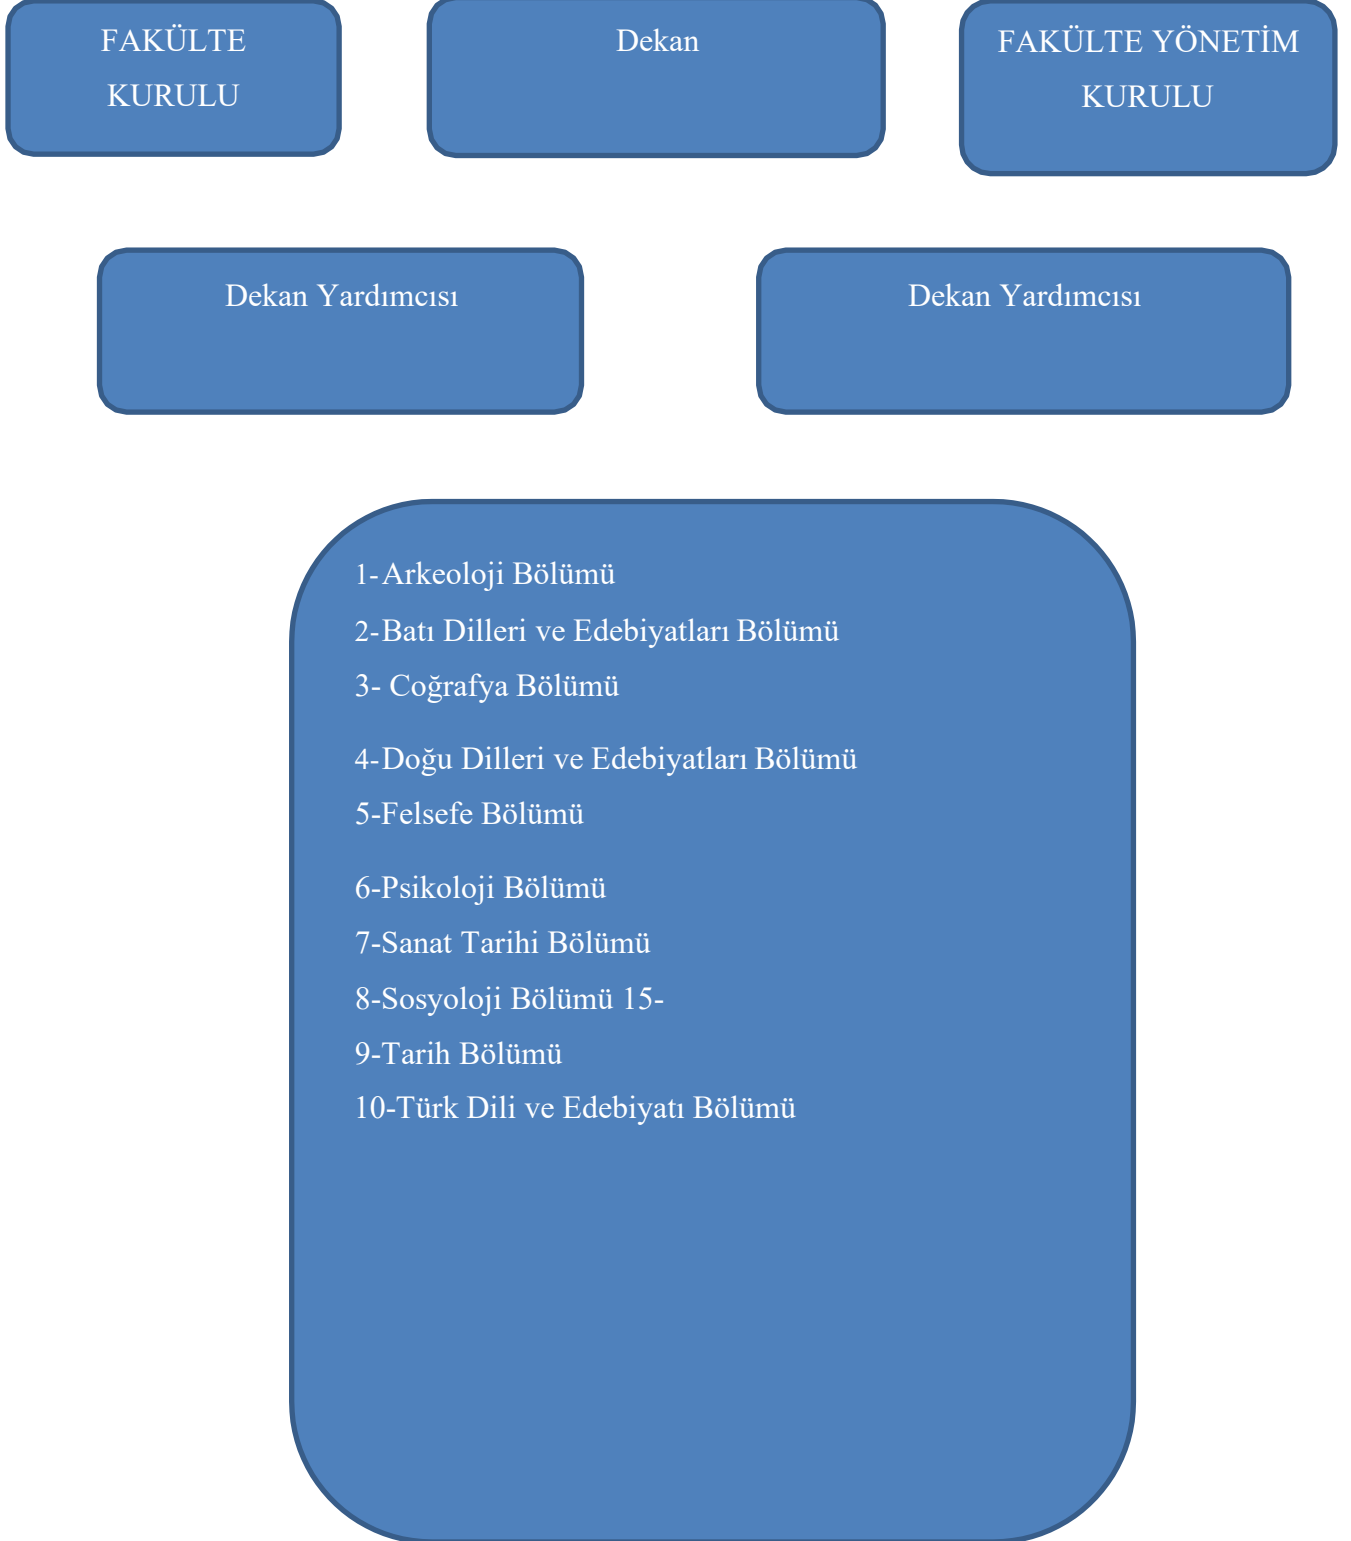 FAKÜLTE
KURULU
Dekan
FAKÜLTE YÖNETİM
KURULU
Dekan Yardımcısı
Dekan Yardımcısı
1-Arkeoloji Bölümü
2-Batı Dilleri ve Edebiyatları Bölümü
3- Coğrafya Bölümü
4-Doğu Dilleri ve Edebiyatları Bölümü
5-Felsefe Bölümü
6-Psikoloji Bölümü
7-Sanat Tarihi Bölümü
8-Sosyoloji Bölümü 15-
9-Tarih Bölümü
10-Türk Dili ve Edebiyatı Bölümü